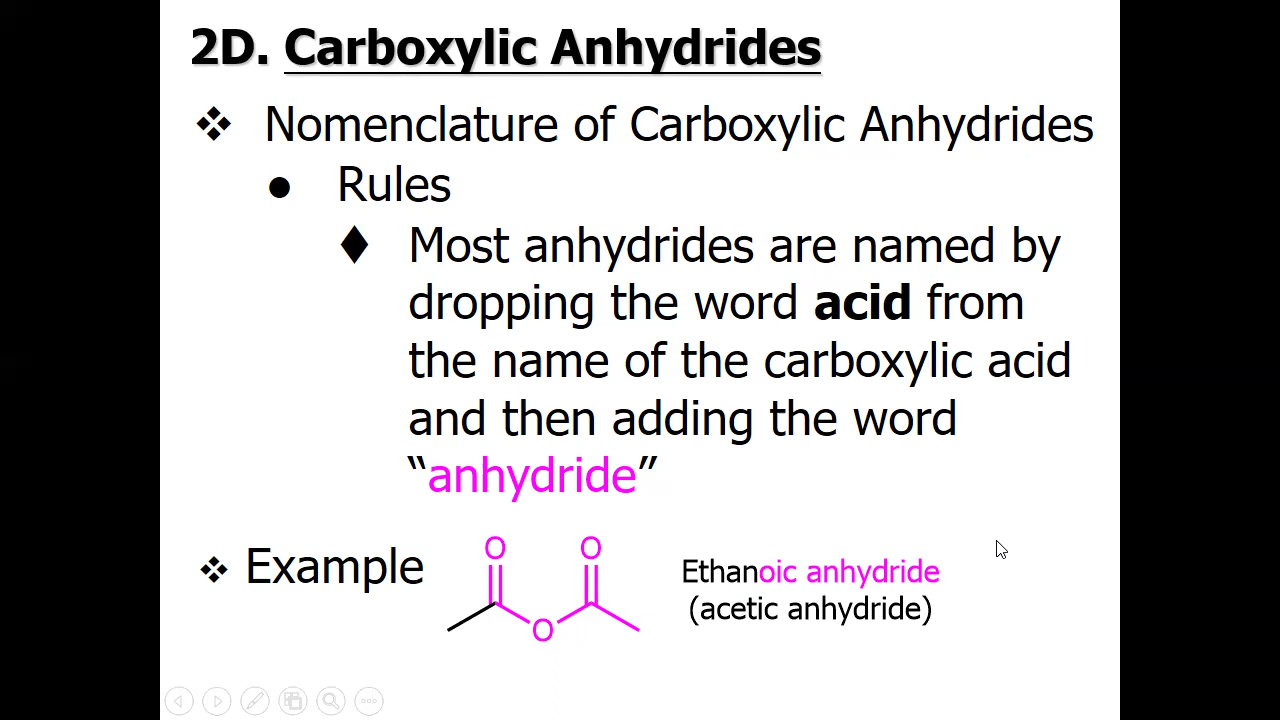 2D. Carboxylic Anhydrides
❖ Nomenclature of Carboxylic Anhydrides
● Rules
♦ Most anhydrides are named by
dropping the word acid from
the name of the carboxylic acid
and then adding the word
“anhydride”
❖ Example
O O
O
Ethanoic anhydride
(acetic anhydride)